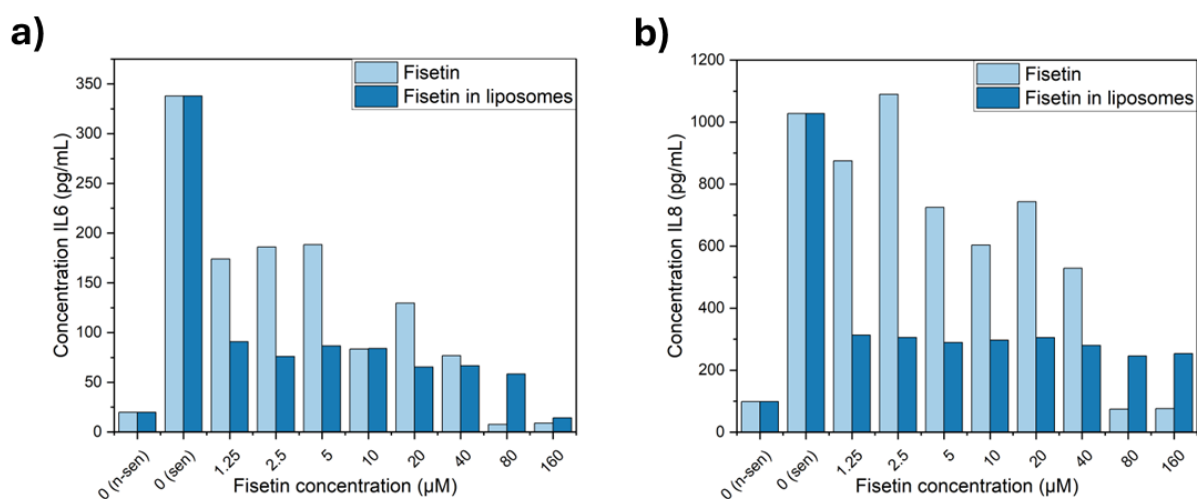 a)
Concentration IL6 (pg/mL)
350
300
250
200
150
100
50
0
Fisetin
Fisetin in liposomes
0 (n-sen)
0 (sen)
1.25
2.5
5
10
20
40
80
160
Fisetin concentration (µM)
b)
Concentration IL8 (pg/mL)
1200
1000
800
600
400
200
0
Fisetin
Fisetin in liposomes
0 (n-sen)
0 (sen)
1.25
2.5
5
10
20
40
80
160
Fisetin concentration (µM)